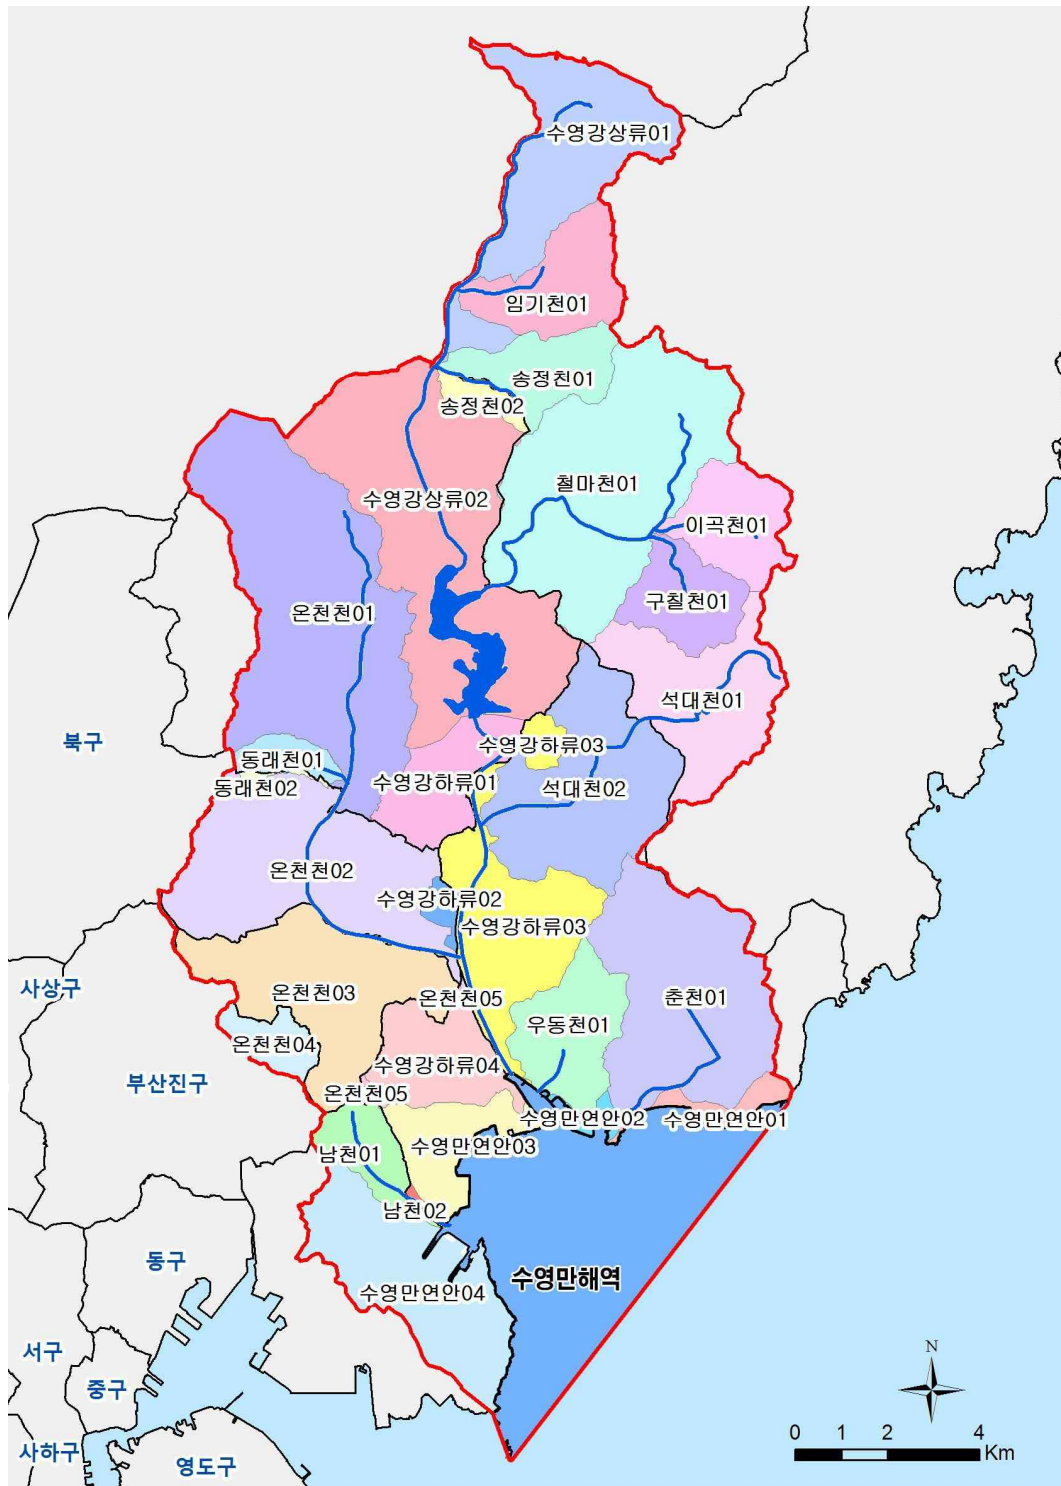 수영강상류01
임기천01
송정천01
송정천02
수영강상류02
철마천01
이곡천01
구칠천01
온천천01
석대천01
북구
동래천01
수영강하류03
동래천02
수영강하류01
석대천02
온천천02
수영강하류02
수영강하류03
사상구
온천천03
온천천05
춘천01
온천천04
우동천01
부산진구
수영강하류04
온천천05
수영만연안02
수영만연안01
남천01
수영만연안03
남천02
동구
수영만해역
수영만연안04
서구
중구
N
사하구
영도구
0 1 2 4
Km